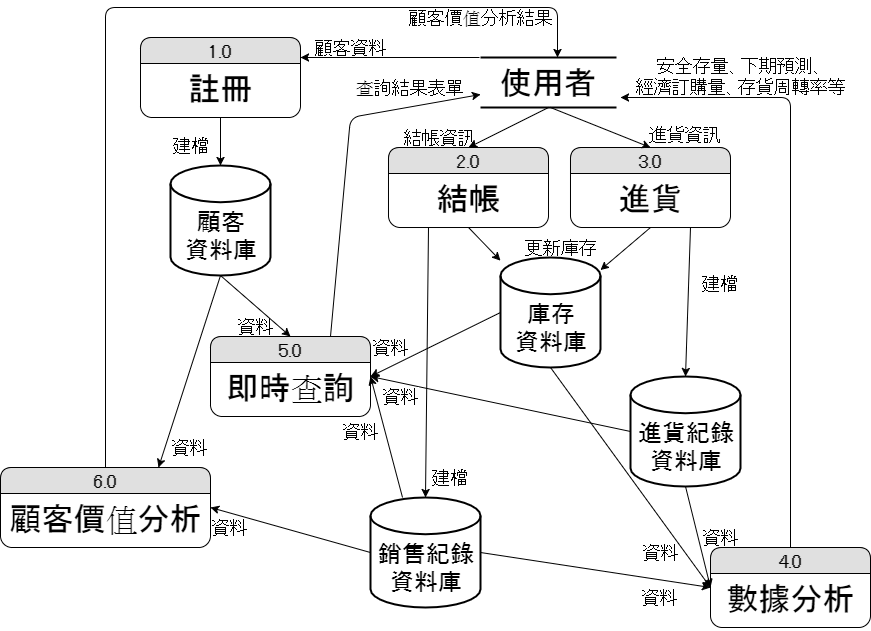 顧客價值分析結果
1.0
註冊
顧客資料
使用者
安全存量、下期預測、
經濟訂購量、存貨周轉率等
查詢結果表單
建檔
結帳資訊
進貨資訊
2.0
結帳
3.0
進貨
顧客
資料庫
更新庫存
建檔
庫存
資料庫
資料
5.0
即時查詢
資料
資料
資料
進貨紀錄
資料庫
資料
6.0
顧客價值分析
建檔
資料
銷售紀錄
資料庫
資料
資料
資料
4.0
數據分析